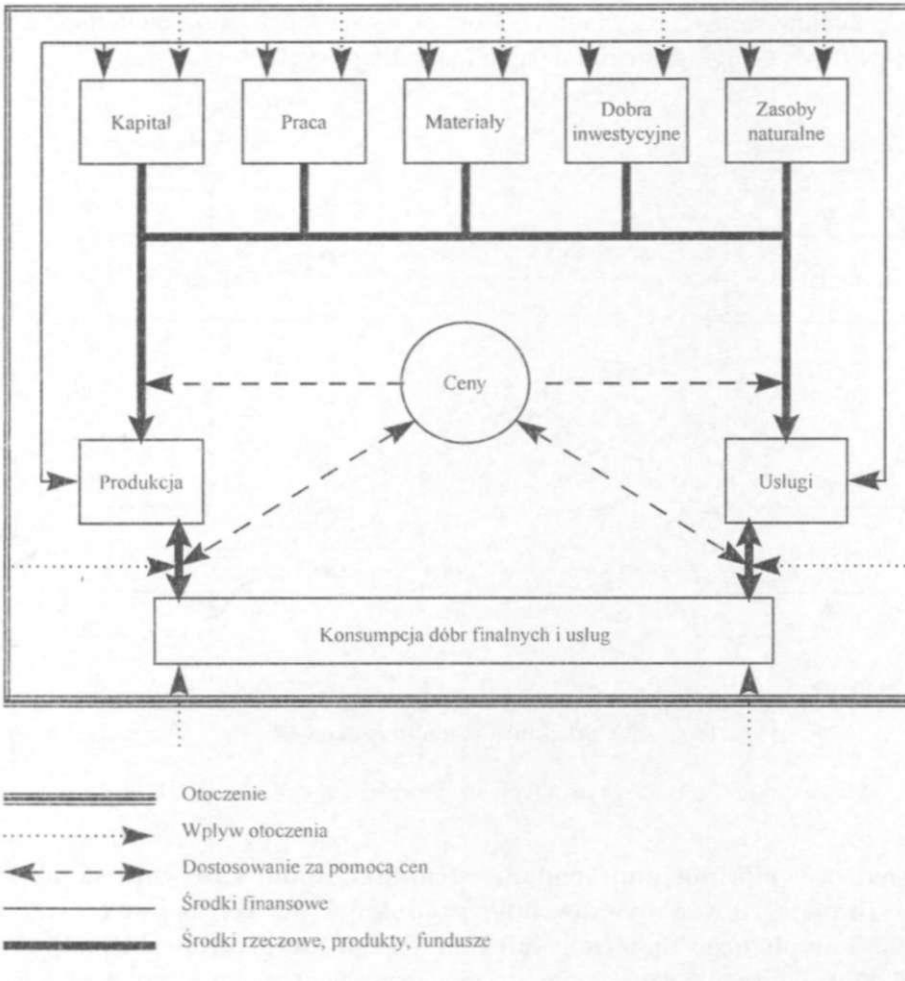 Kapitał
Praca
Materiały
Dobra
inwestycyjne
Zasoby
naturalne
Ceny
Produkcja
Usługi
Konsumpcja dóbr finalnych i usług
Otoczenie
Wpływ otoczenia
Dostosowanie za pomocą cen
Środki finansowe
Środki rzeczowe, produkty, fundusze